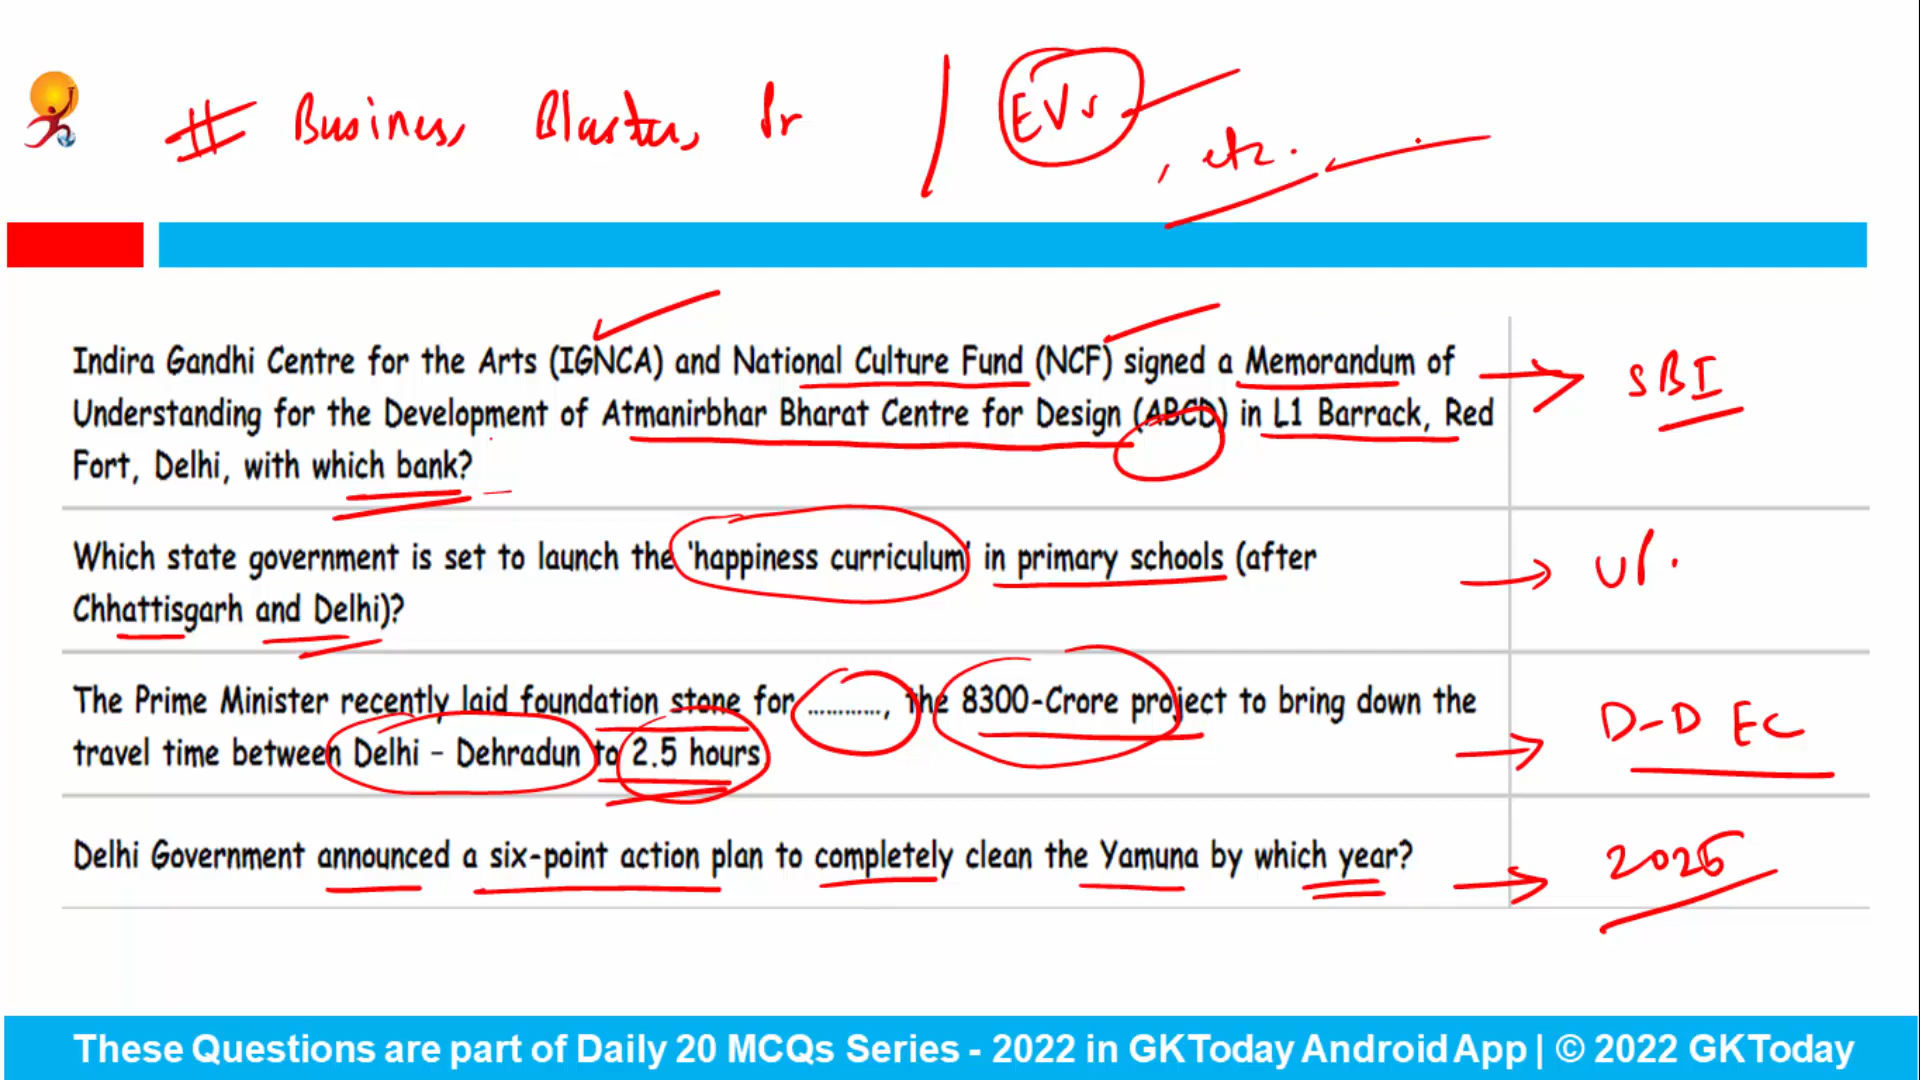 # Business Blasters Pr | EVs
, etc.
Indira Gandhi Centre for the Arts (IGNCA) and National Culture Fund (NCF) signed a Memorandum of
Understanding for the Development of Atmanirbhar Bharat Centre for Design (ABCD) in L1 Barrack, Red
Fort, Delhi, with which bank?
SBI
Which state government is set to launch the 'happiness curriculum' in primary schools (after
Chhattisgarh and Delhi)?
UP.
The Prime Minister recently laid foundation stone for ............, the 8300-Crore project to bring down the
travel time between Delhi - Dehradun to 2.5 hours
D-D EC
Delhi Government announced a six-point action plan to completely clean the Yamuna by which year?
2025
These Questions are part of Daily 20 MCQs Series - 2022 in GKToday Android App | © 2022 GKToday